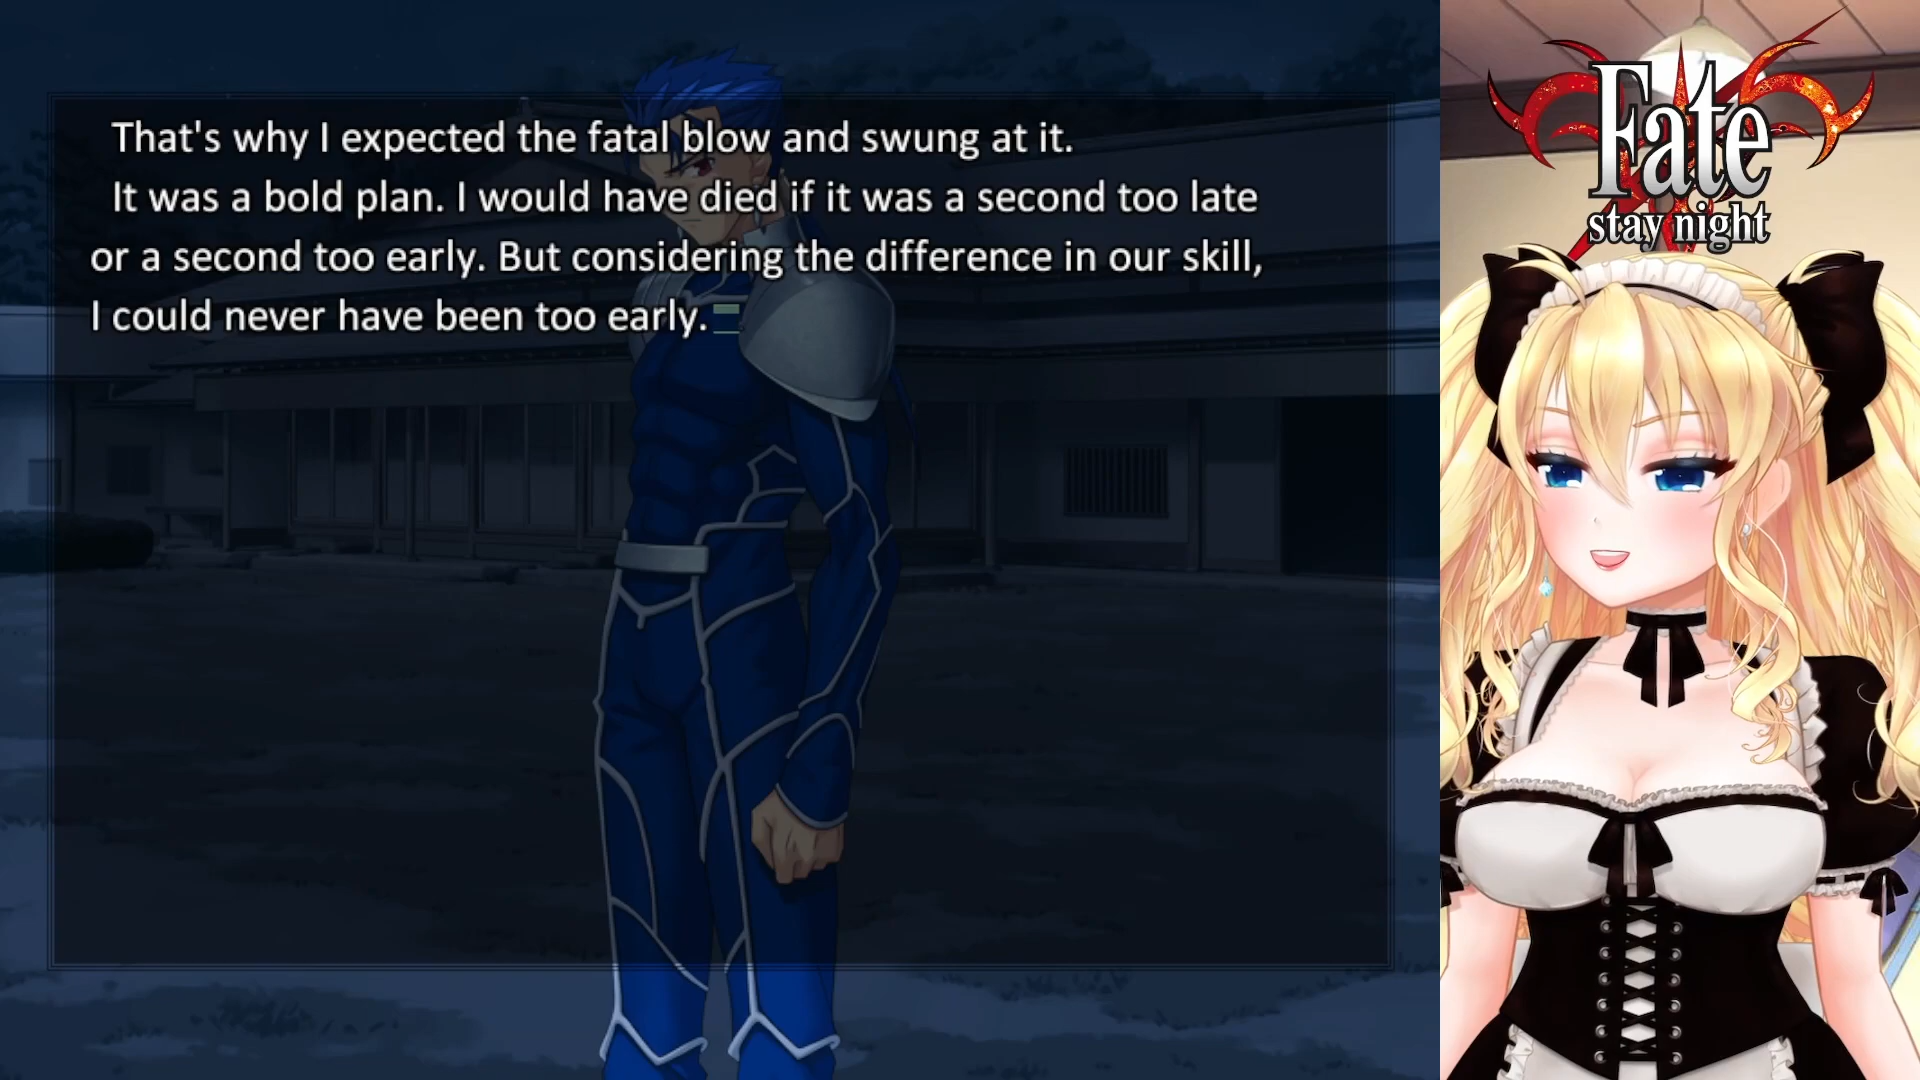 That's why I expected the fatal blow and swung at it.
It was a bold plan. I would have died if it was a second too late
or a second too early. But considering the difference in our skill,
I could never have been too early.
Fate
stay night